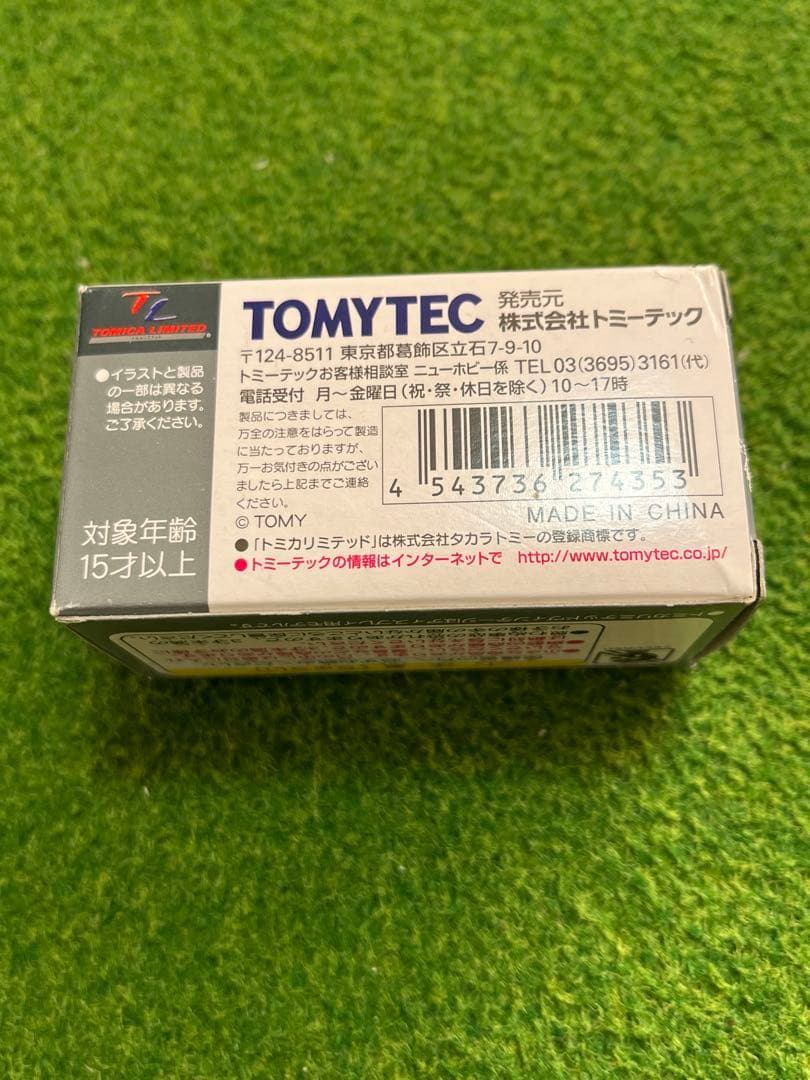 TL
TOMICA LIMITED
●イラストと製品
の一部は異なる
場合があります。
ご了承ください。
対象年齢
15才以上
TOMYTEC 発売元
株式会社トミーテック
〒124-8511 東京都葛飾区立石7-9-10
トミーテックお客様相談室 ニューホビー係 TEL 03(3695)3161(代)
電話受付 月～金曜日(祝・祭・休日を除く)10～17時
製品につきましては、
万全の注意をはらって製造
に当たっておりますが、
万一お気付きの点がござい
ましたら上記までご連絡
ください。
© TOMY
4 543736 274353
MADE IN CHINA
●「トミカリミテッド」は株式会社タカラトミーの登録商標です。
●トミーテックの情報はインターネットで http://www.tomytec.co.jp/